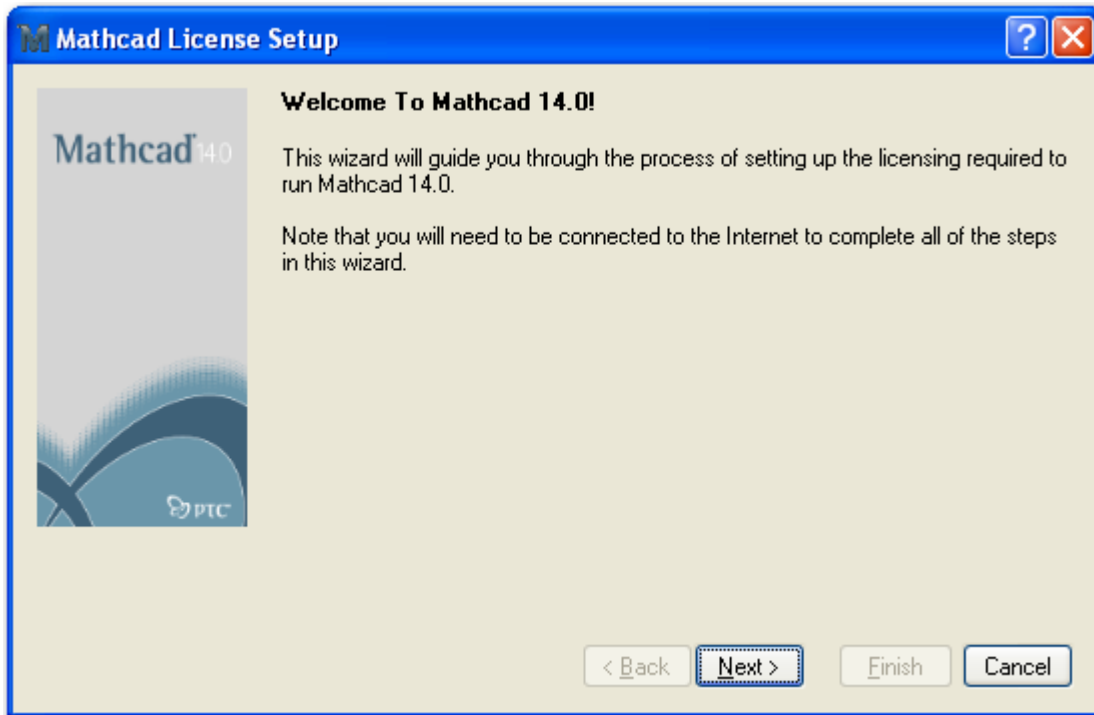 Mathcad License Setup
Welcome To Mathcad 14.0!
Mathcad 14.0
This wizard will guide you through the process of setting up the licensing required to
run Mathcad 14.0.
Note that you will need to be connected to the Internet to complete all of the steps
in this wizard.
PTC
< Back Next > Finish Cancel